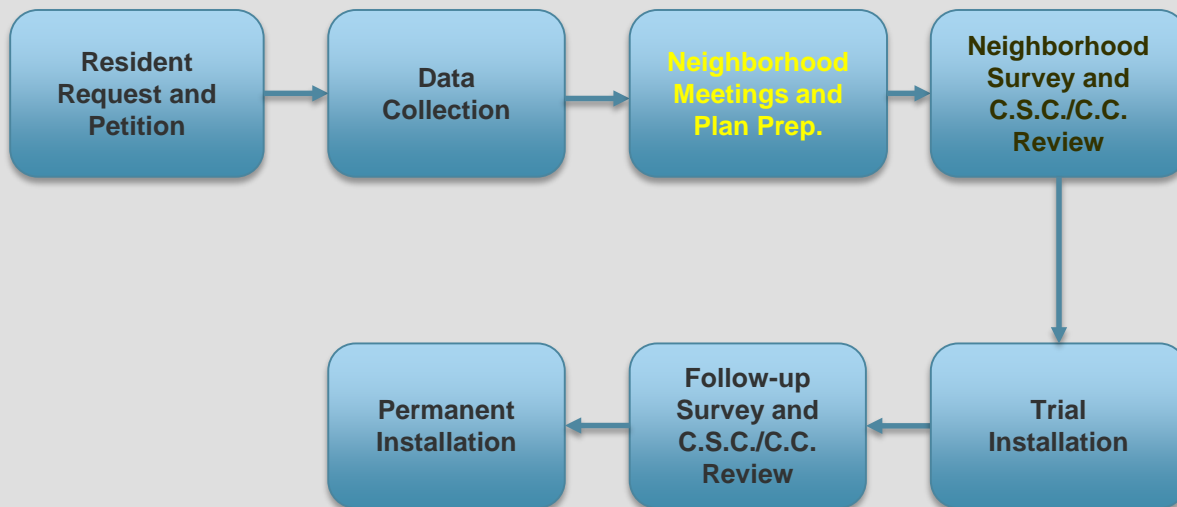 Resident
Request and
Petition
Data
Collection
Neighborhood
Meetings and
Plan Prep.
Neighborhood
Survey and
C.S.C./C.C.
Review
Permanent
Installation
Follow-up
Survey and
C.S.C./C.C.
Review
Trial
Installation